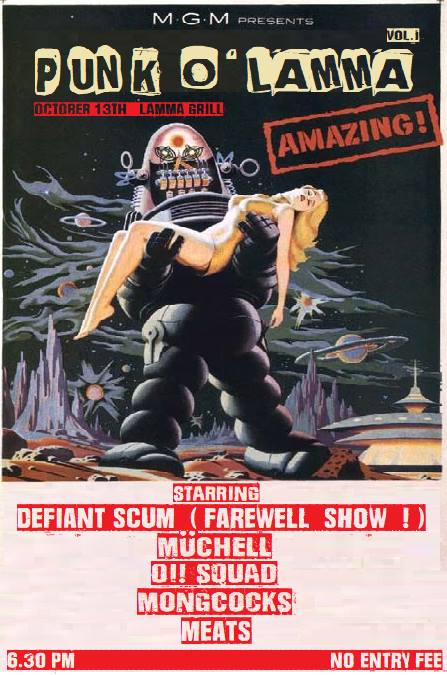 M·G·M PRESENTS
VOL.i
PUNK O'LAMMA
OCTOBER 13TH LAMMA GRILL
AMAZING!
STARRING
DEFIANT SCUM ( FAREWELL SHOW ! )
MÜCHELL
O!! SQUAD
MONGCOCKS
MEATS
6.30 PM NO ENTRY FEE